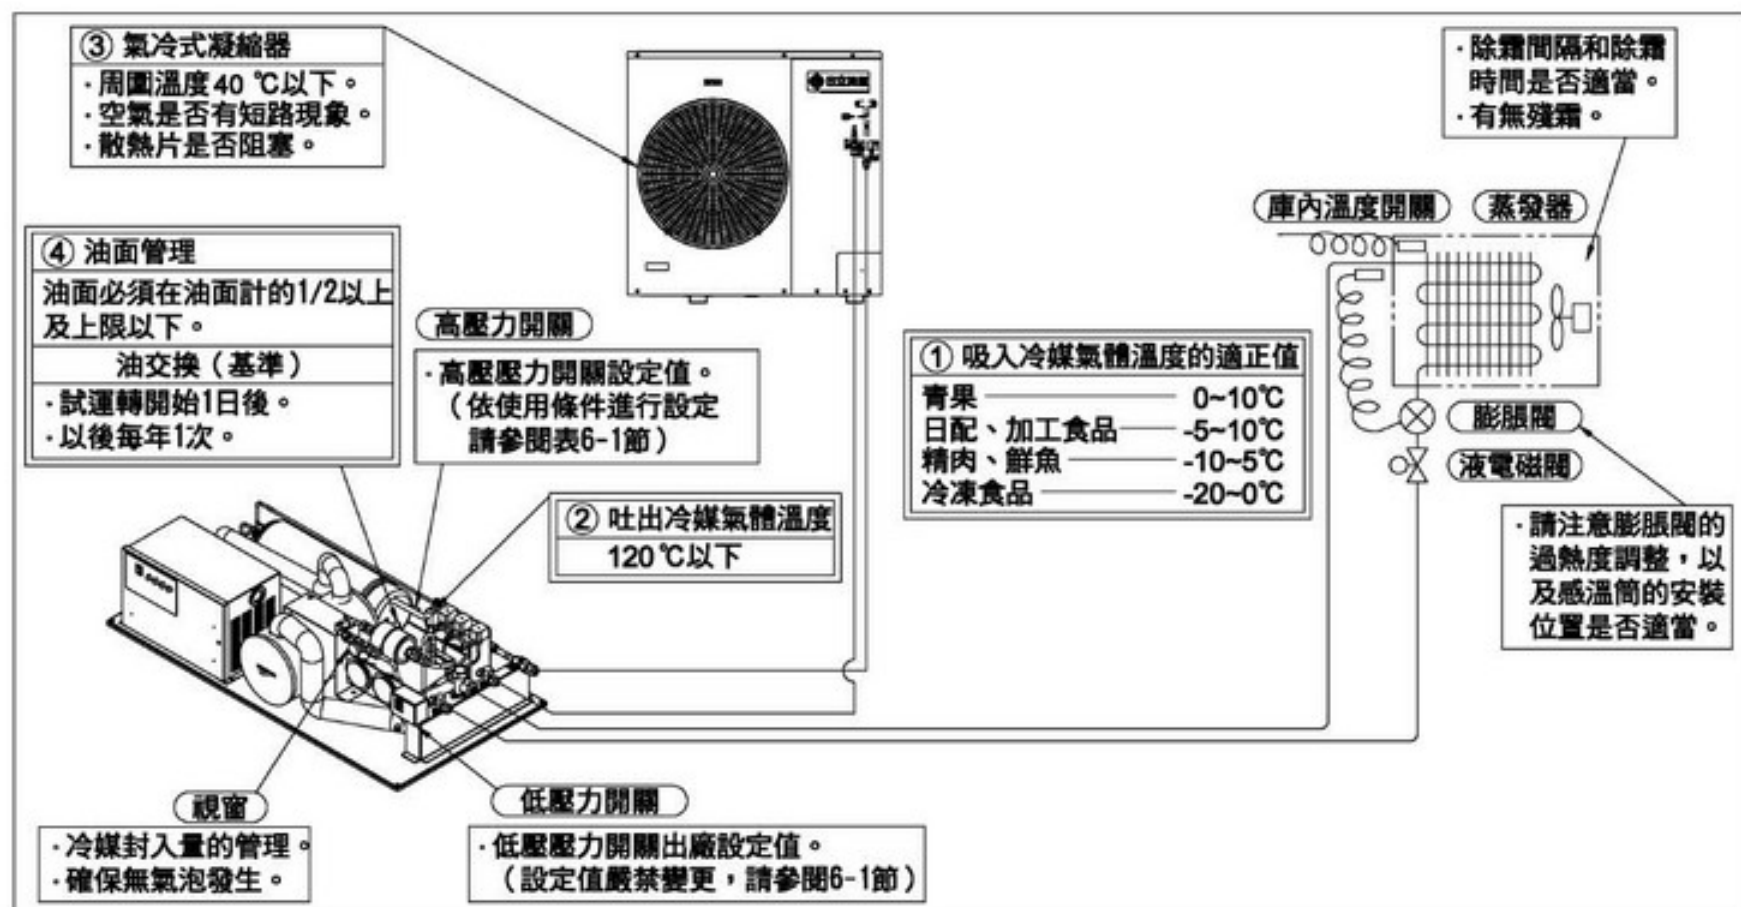 ③ 氣冷式凝縮器
·周圍溫度40 ℃以下。
·空氣是否有短路現象。
·散熱片是否阻塞。
·除霜間隔和除霜
時間是否適當。
·有無殘霜。
庫內溫度開關
蒸發器
④ 油面管理
油面必須在油面計的1/2以上
及上限以下。
油交換（基準）
·試運轉開始1日後。
·以後每年1次。
高壓力開關
·高壓壓力開關設定值。
（依使用條件進行設定
請參閱表6-1節）
① 吸入冷媒氣體溫度的適正值
青果 0~10℃
日配、加工食品 -5~10℃
精肉、鮮魚 -10~5℃
冷凍食品 -20~0℃
膨脹閥
液電磁閥
② 吐出冷媒氣體溫度
120℃以下
·請注意膨脹閥的
過熱度調整，以
及感溫筒的安裝
位置是否適當。
視窗
·冷媒封入量的管理。
·確保無氣泡發生。
低壓力開關
·低壓壓力開關出廠設定值。
（設定值嚴禁變更，請參閱6-1節）